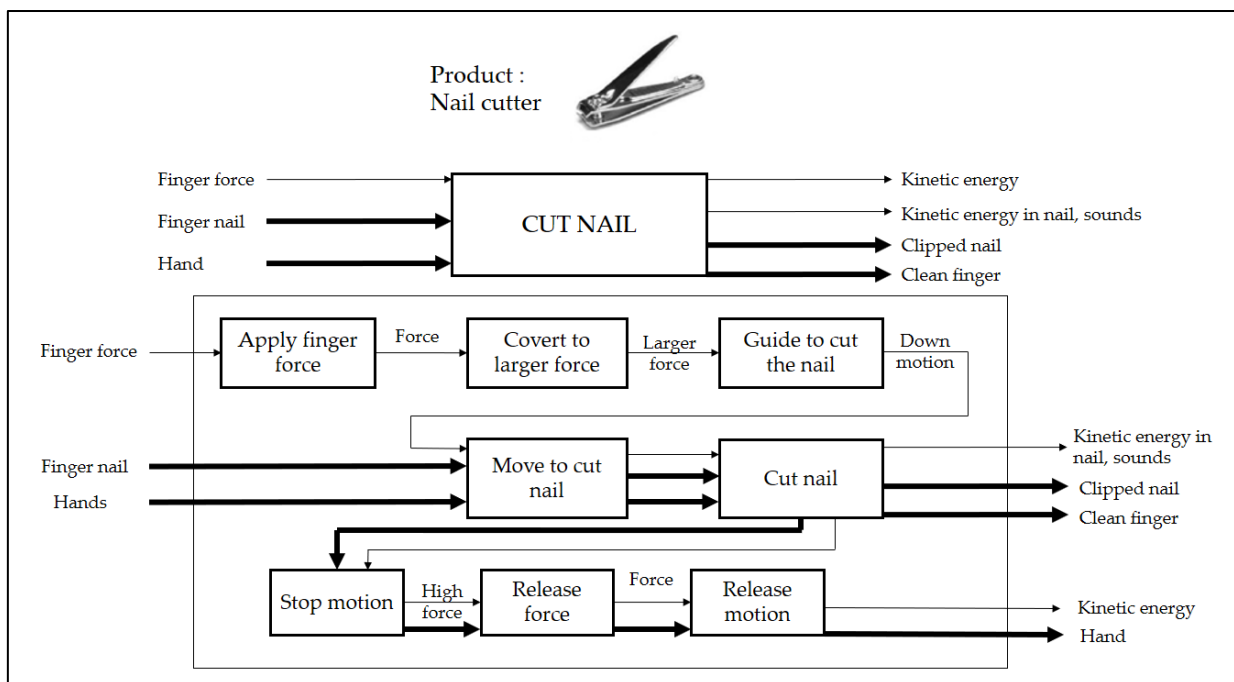 Product :
Nail cutter
Finger force
Finger nail
Hand
CUT NAIL
Kinetic energy
Kinetic energy in nail, sounds
Clipped nail
Clean finger
Finger force
Apply finger
force
Force
Covert to
larger force
Larger
force
Guide to cut
the nail
Down
motion
Finger nail
Hands
Move to cut
nail
Cut nail
Kinetic energy in
nail, sounds
Clipped nail
Clean finger
Stop motion
High
force
Release
force
Force
Release
motion
Kinetic energy
Hand